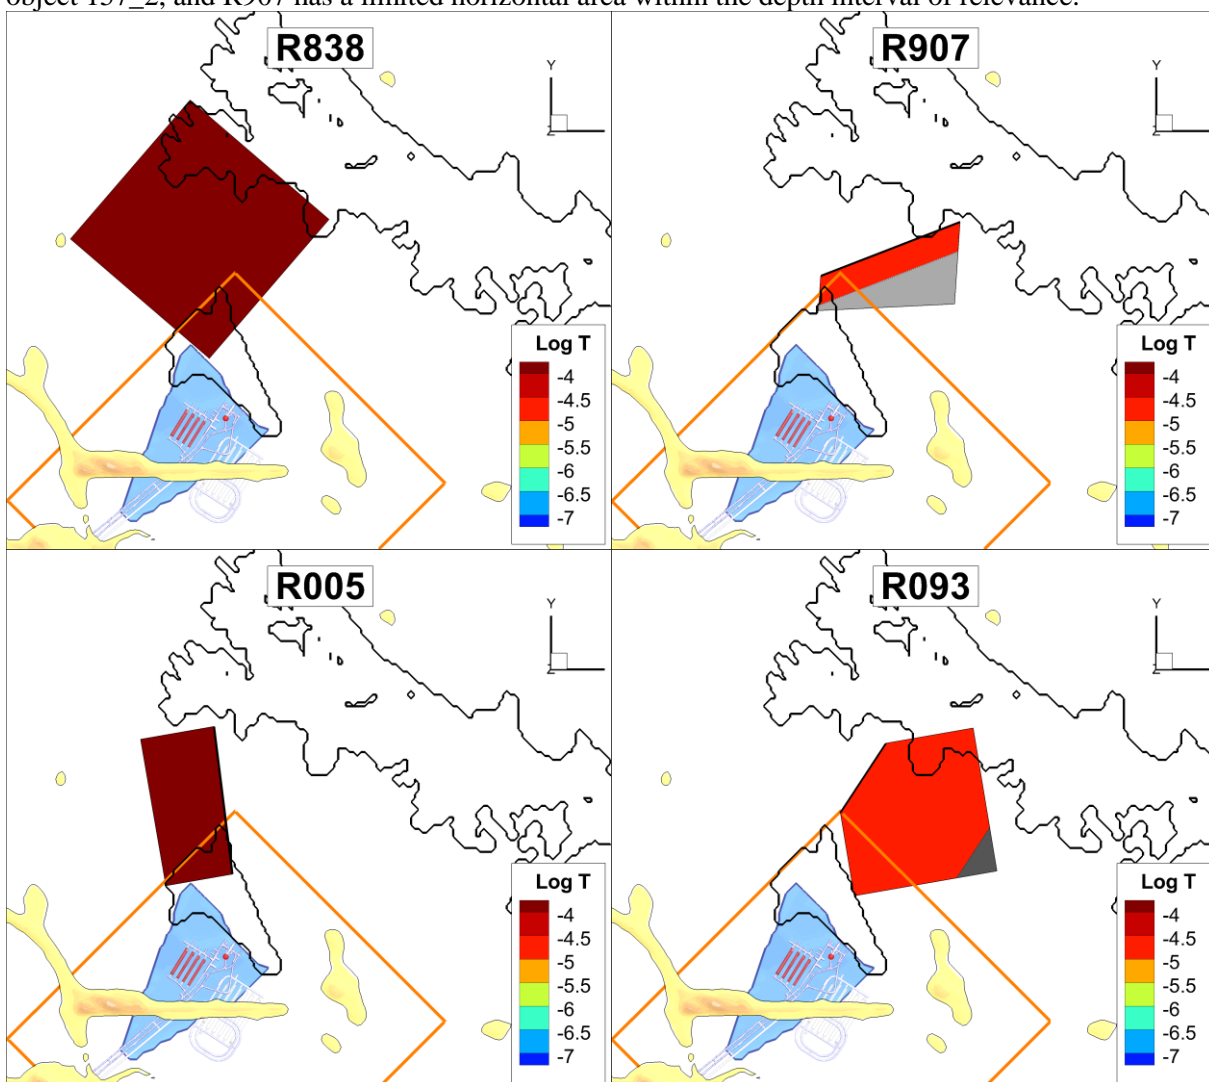 object 157_2, and R907 has a limited horizontal area within the depth interval of relevance.
R838
Y
Z
Log T
-4
-4.5
-5
-5.5
-6
-6.5
-7
R907
Y
Z
Log T
-4
-4.5
-5
-5.5
-6
-6.5
-7
R005
Y
Z
Log T
-4
-4.5
-5
-5.5
-6
-6.5
-7
R093
Y
Z
Log T
-4
-4.5
-5
-5.5
-6
-6.5
-7